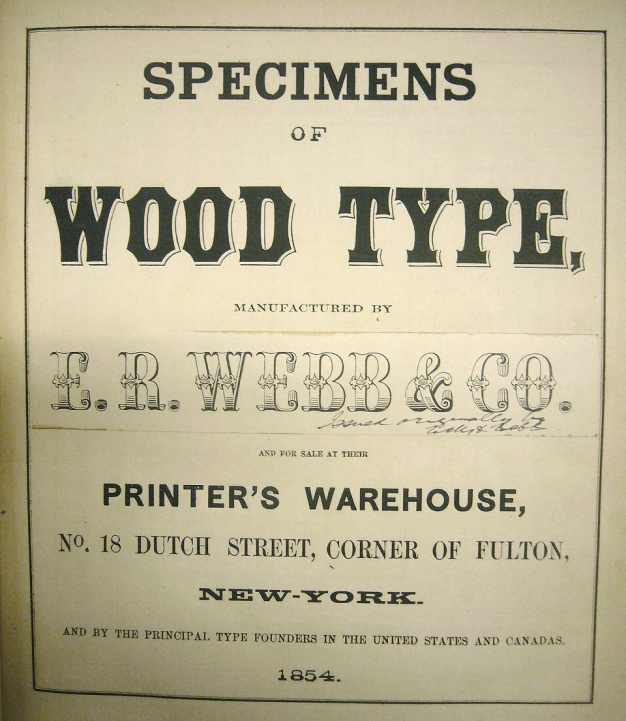 SPECIMENS
OF
WOOD TYPE,
MANUFACTURED BY
E. R. WEBB & CO.
Issued originally by
AND FOR SALE AT THEIR
PRINTER'S WAREHOUSE,
No. 18 DUTCH STREET, CORNER OF FULTON,
NEW-YORK.
AND BY THE PRINCIPAL TYPE FOUNDERS IN THE UNITED STATES AND CANADAS.
1854.